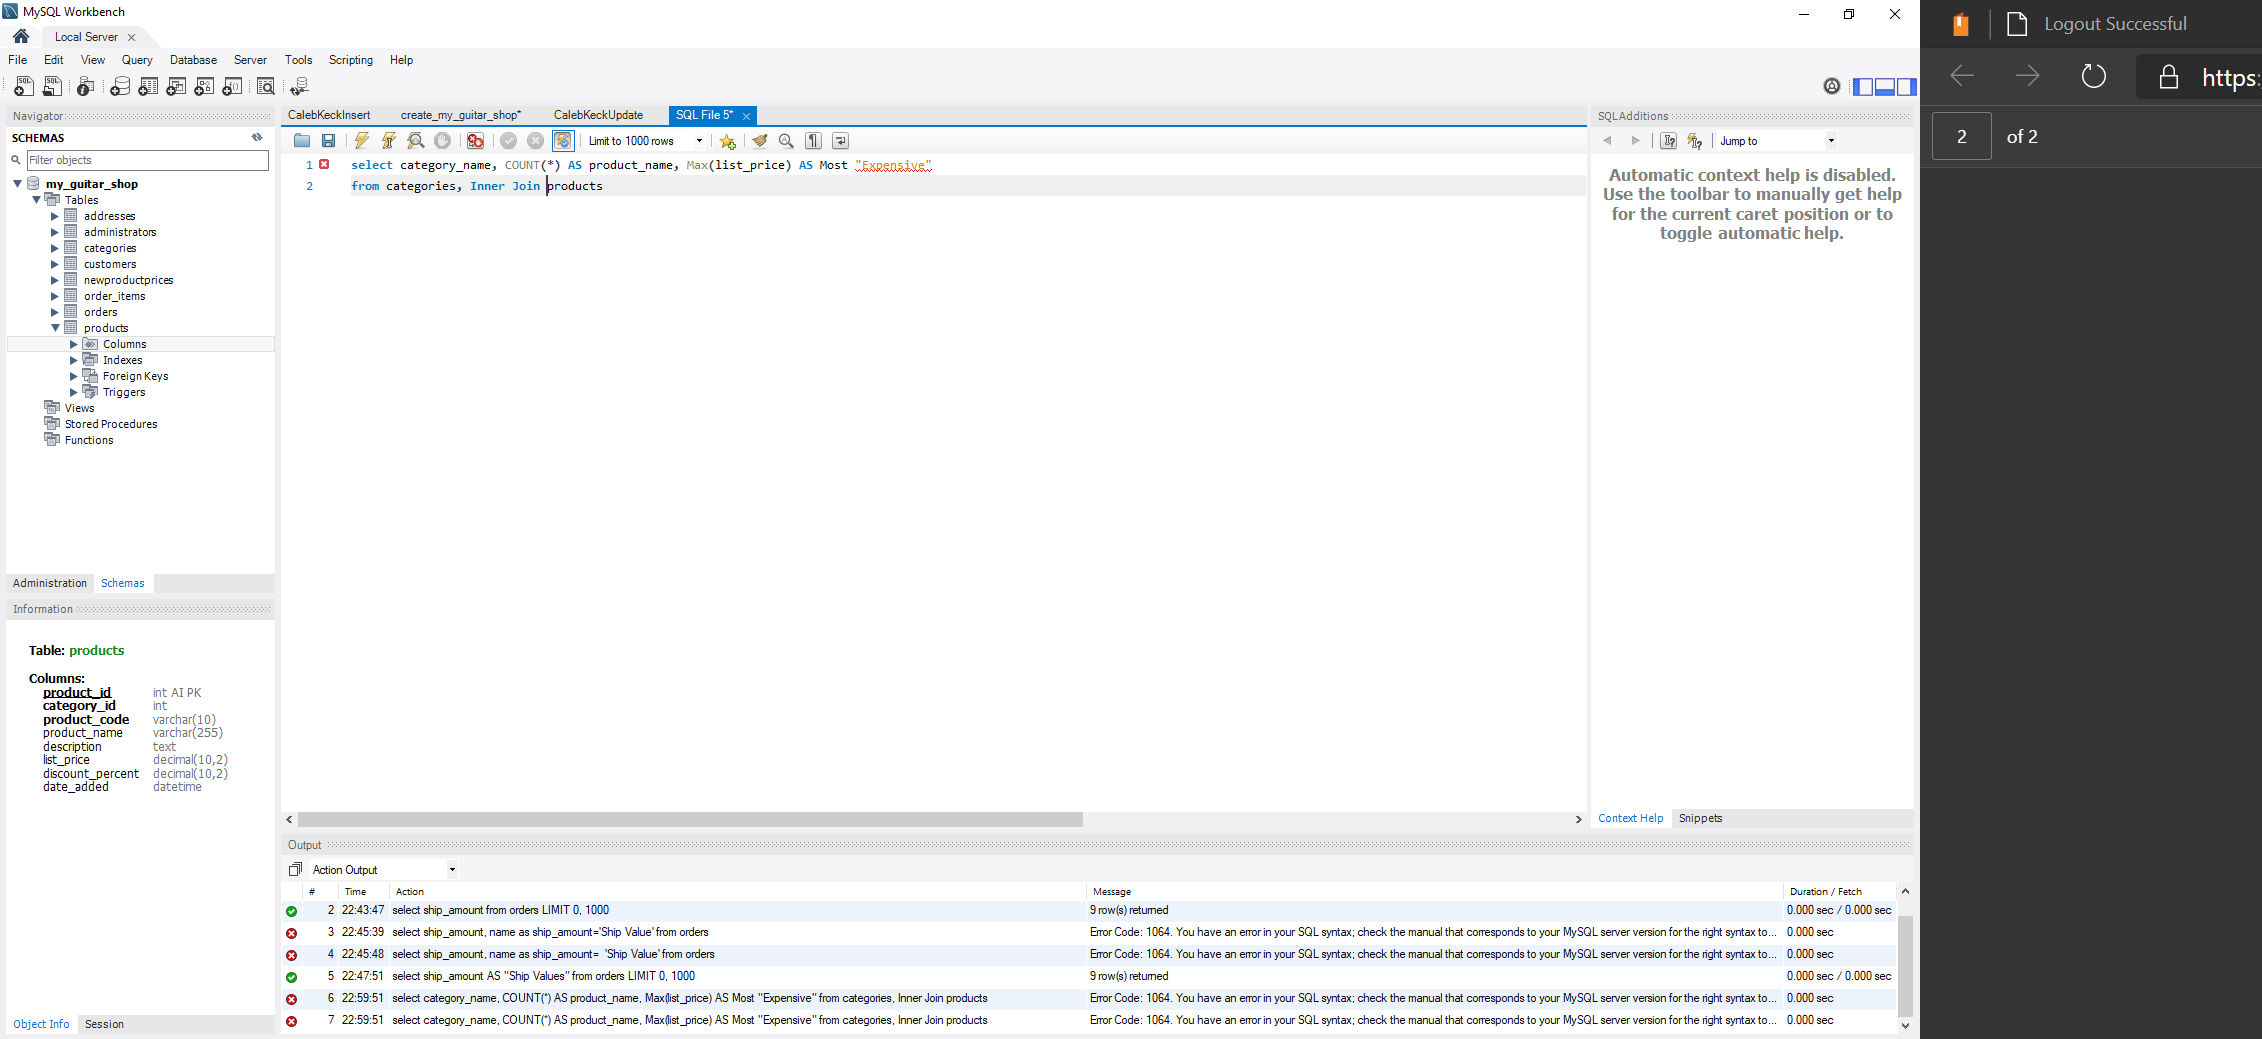 MySQL Workbench
Local Server
File Edit View Query Database Server Tools Scripting Help
Navigator
SCHEMAS
Filter objects
my_guitar_shop
Tables
addresses
administrators
categories
customers
newproductprices
order_items
orders
products
Columns
Indexes
Foreign Keys
Triggers
Views
Stored Procedures
Functions
Administration Schemas
Information
Table: products
Columns:
product_id int AI PK
category_id int
product_code varchar(10)
product_name varchar(255)
description text
list_price decimal(10,2)
discount_percent decimal(10,2)
date_added datetime
Object Info Session
CalebKeckInsert create_my_guitar_shop* CalebKeckUpdate SQL File 5*
Limit to 1000 rows
1 select category_name, COUNT(*) AS product_name, Max(list_price) AS Most "Expensive"
2 from categories, Inner Join products
SQLAdditions
Jump to
Automatic context help is disabled.
Use the toolbar to manually get help
for the current caret position or to
toggle automatic help.
Context Help Snippets
Output
Action Output
# Time Action Message Duration / Fetch
2 22:43:47 select ship_amount from orders LIMIT 0, 1000 9 row(s) returned 0.000 sec / 0.000 sec
3 22:45:39 select ship_amount, name as ship_amount='Ship Value' from orders Error Code: 1064. You have an error in your SQL syntax; check the manual that corresponds to your MySQL server version for the right syntax to... 0.000 sec
4 22:45:48 select ship_amount, name as ship_amount= 'Ship Value' from orders Error Code: 1064. You have an error in your SQL syntax; check the manual that corresponds to your MySQL server version for the right syntax to... 0.000 sec
5 22:47:51 select ship_amount AS "Ship Values" from orders LIMIT 0, 1000 9 row(s) returned 0.000 sec / 0.000 sec
6 22:59:51 select category_name, COUNT(*) AS product_name, Max(list_price) AS Most "Expensive" from categories, Inner Join products Error Code: 1064. You have an error in your SQL syntax; check the manual that corresponds to your MySQL server version for the right syntax to... 0.000 sec
7 22:59:51 select category_name, COUNT(*) AS product_name, Max(list_price) AS Most "Expensive" from categories, Inner Join products Error Code: 1064. You have an error in your SQL syntax; check the manual that corresponds to your MySQL server version for the right syntax to... 0.000 sec
Logout Successful
https:
2 of 2